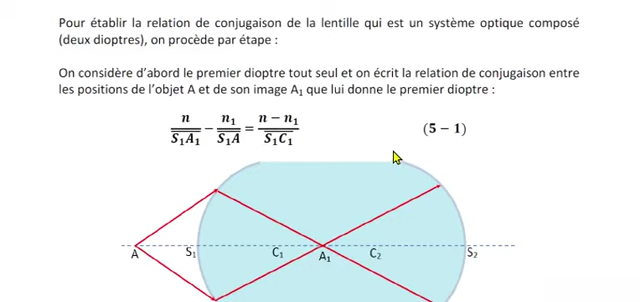 Pour établir la relation de conjugaison de la lentille qui est un système optique composé
(deux dioptres), on procède par étape :
On considère d'abord le premier dioptre tout seul et on écrit la relation de conjugaison entre
les positions de l'objet A et de son image A₁ que lui donne le premier dioptre :
n/S₁A₁ − n₁/S₁A = (n − n₁)/S₁C₁ (5 − 1)
A S₁ C₁ A₁ C₂ S₂